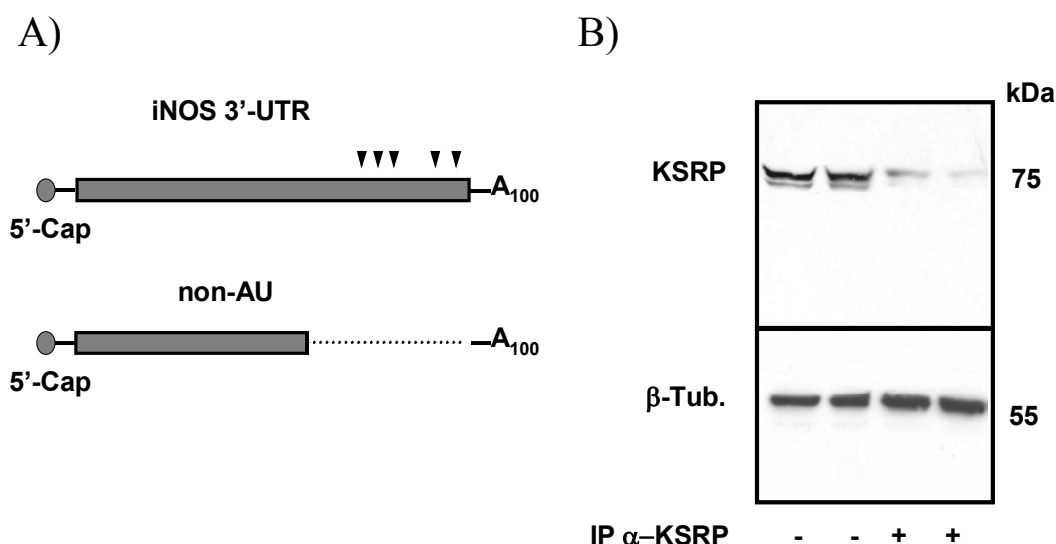 A)
iNOS 3'-UTR
A100
5'-Cap
non-AU
A100
5'-Cap
B)
kDa
KSRP
75
β-Tub.
55
IP α–KSRP - - + +